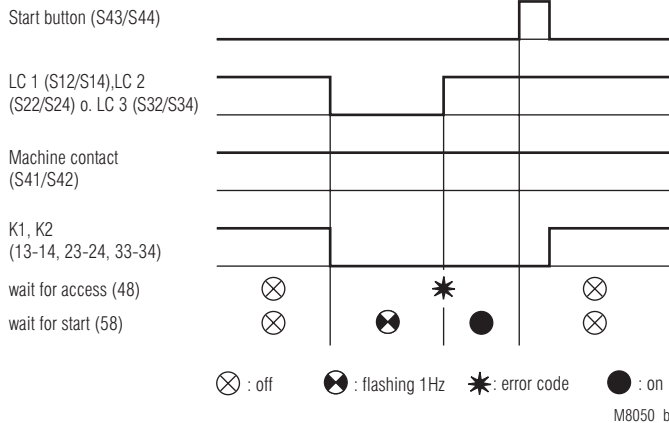 Start button (S43/S44)
LC 1 (S12/S14),LC 2
(S22/S24) o. LC 3 (S32/S34)
Machine contact
(S41/S42)
K1, K2
(13-14, 23-24, 33-34)
wait for access (48)
wait for start (58)
: off
: flashing 1Hz
: error code
: on
M8050_b